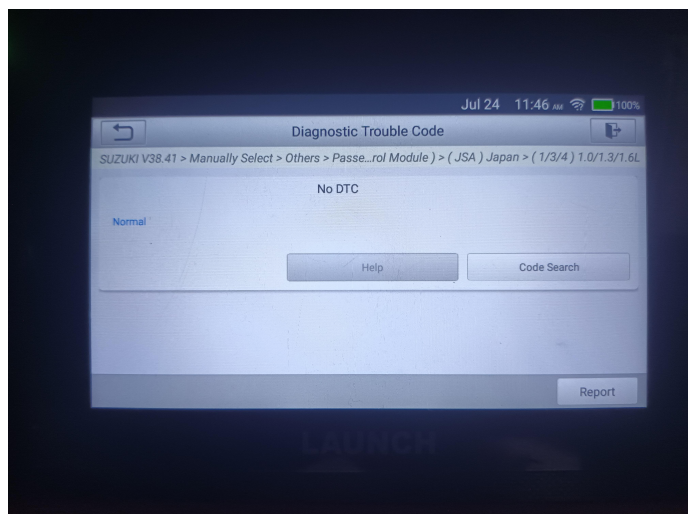 Jul 24 11:46 AM 100%
Diagnostic Trouble Code
SUZUKI V38.41 > Manually Select > Others > Passe...rol Module ) > ( JSA ) Japan > ( 1/3/4 ) 1.0/1.3/1.6L
No DTC
Normal
Help Code Search
Report
LAUNCH